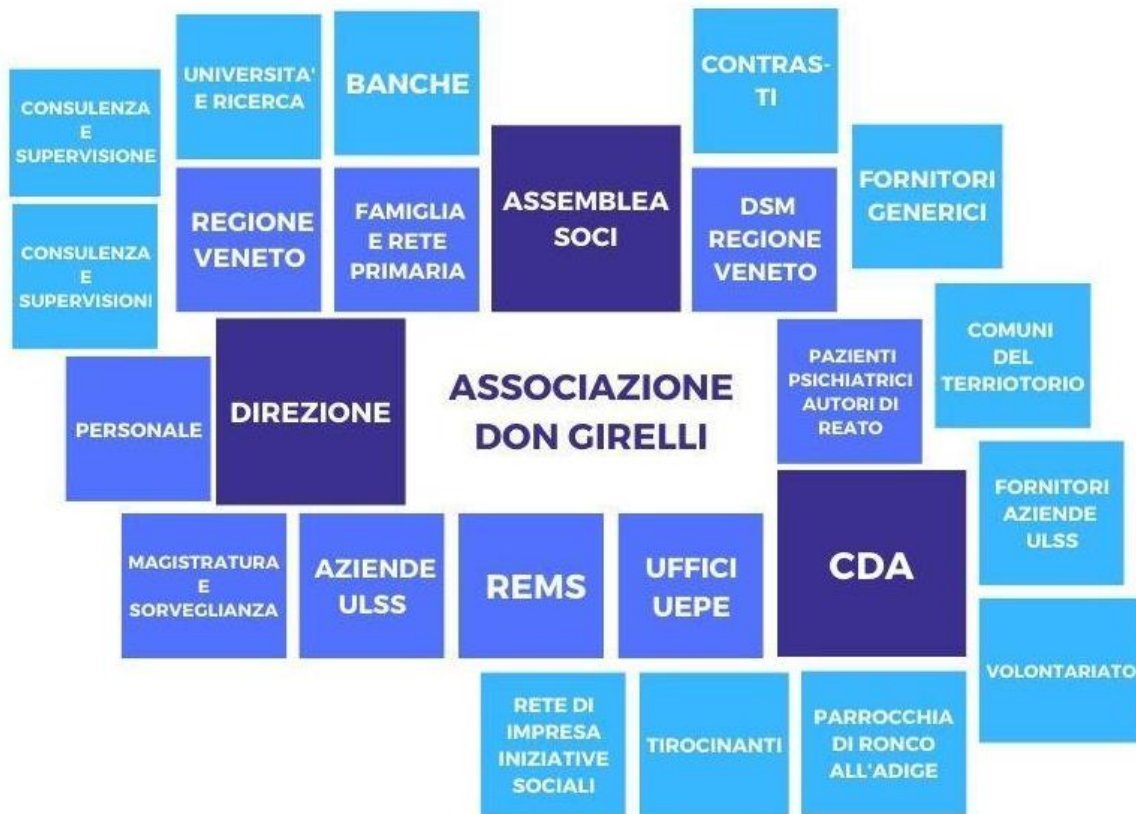 UNIVERSITA'
E RICERCA
BANCHE
CONTRAS-
TI
CONSULENZA
E
SUPERVISIONE
REGIONE
VENETO
FAMIGLIA
E RETE
PRIMARIA
ASSEMBLEA
SOCI
DSM
REGIONE
VENETO
FORNITORI
GENERICI
CONSULENZA
E
SUPERVISIONI
PERSONALE
DIREZIONE
ASSOCIAZIONE
DON GIRELLI
PAZIENTI
PSICHIATRICI
AUTORI DI
REATO
COMUNI
DEL
TERRIOTORIO
MAGISTRATURA
E
SORVEGLIANZA
AZIENDE
ULSS
REMS
UFFICI
UEPE
CDA
FORNITORI
AZIENDE
ULSS
VOLONTARIATO
RETE DI
IMPRESA
INIZIATIVE
SOCIALI
TIROCINANTI
PARROCCHIA
DI RONCO
ALL'ADIGE